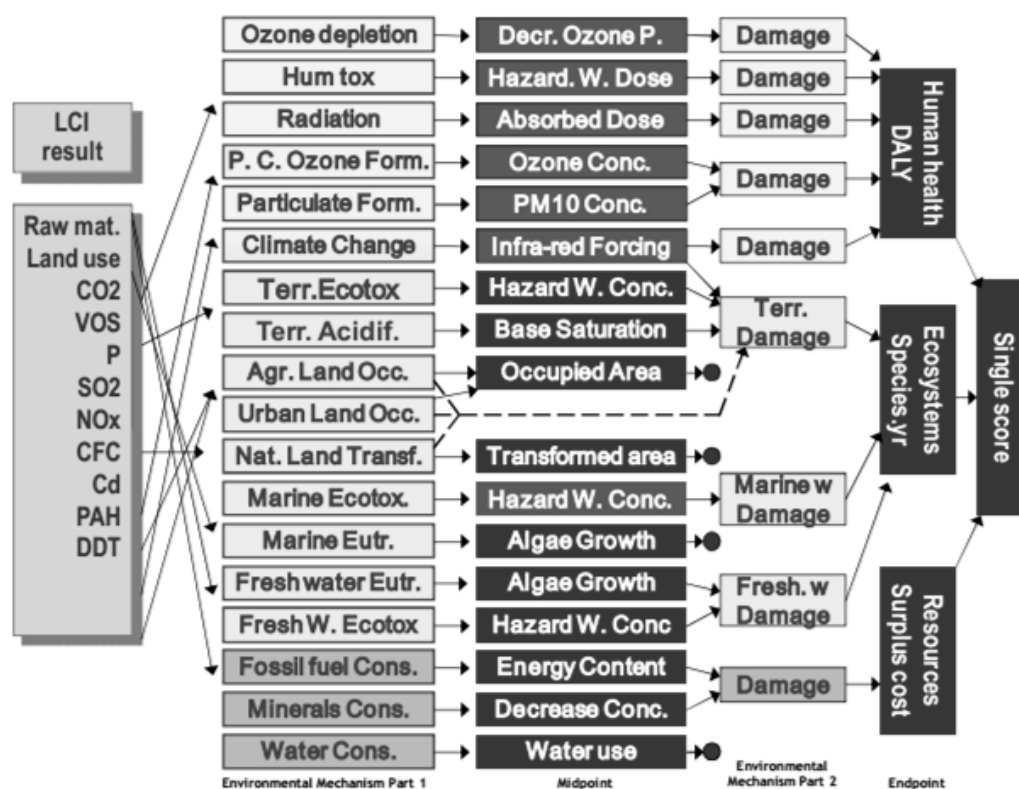 LCI
result
Raw mat.
Land use
CO2
VOS
P
SO2
NOx
CFC
Cd
PAH
DDT
Ozone depletion
Hum tox
Radiation
P. C. Ozone Form.
Particulate Form.
Climate Change
Terr.Ecotox
Terr. Acidif.
Agr. Land Occ.
Urban Land Occ.
Nat. Land Transf.
Marine Ecotox.
Marine Eutr.
Fresh water Eutr.
Fresh W. Ecotox
Fossil fuel Cons.
Minerals Cons.
Water Cons.
Environmental Mechanism Part 1
Decr. Ozone P.
Hazard. W. Dose
Absorbed Dose
Ozone Conc.
PM10 Conc.
Infra-red Forcing
Hazard W. Conc.
Base Saturation
Occupied Area
Transformed area
Hazard W. Conc.
Algae Growth
Algae Growth
Hazard W. Conc
Energy Content
Decrease Conc.
Water use
Midpoint
Damage
Damage
Damage
Damage
Damage
Terr.
Damage
Marine w
Damage
Fresh. w
Damage
Damage
Environmental
Mechanism Part 2
Human health
DALY
Ecosystems
Species.yr
Resources
Surplus cost
Endpoint
Single score